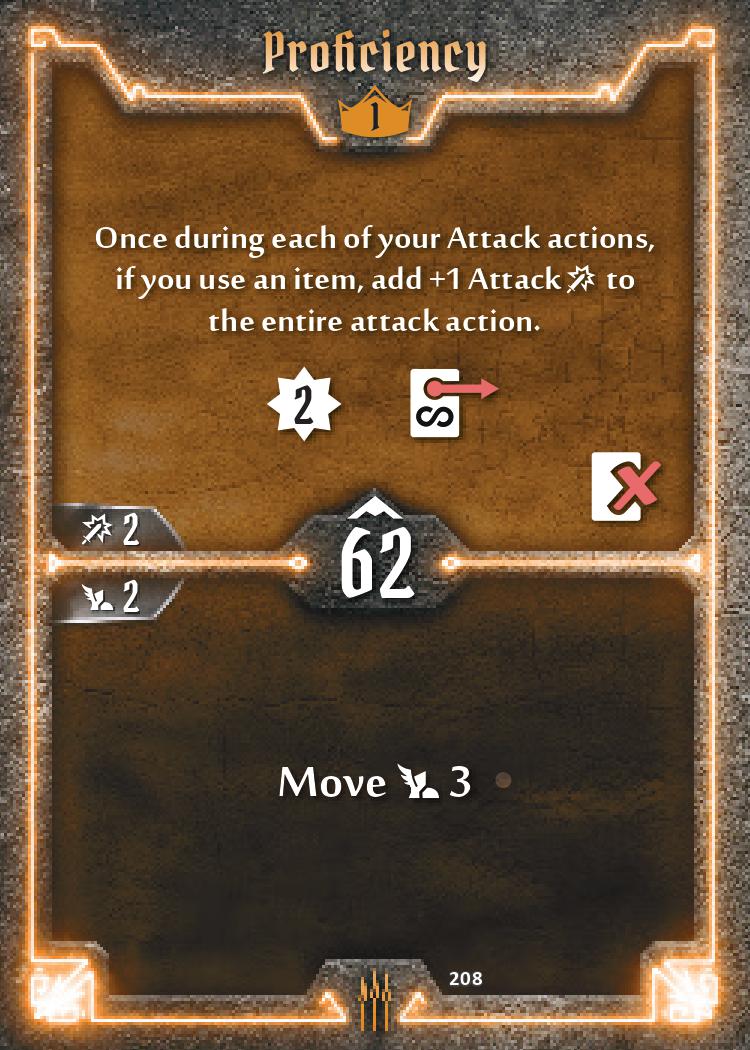 Proficiency
1
Once during each of your Attack actions,
if you use an item, add +1 Attack to
the entire attack action.
2 ∞
2
62
2
Move 3
208